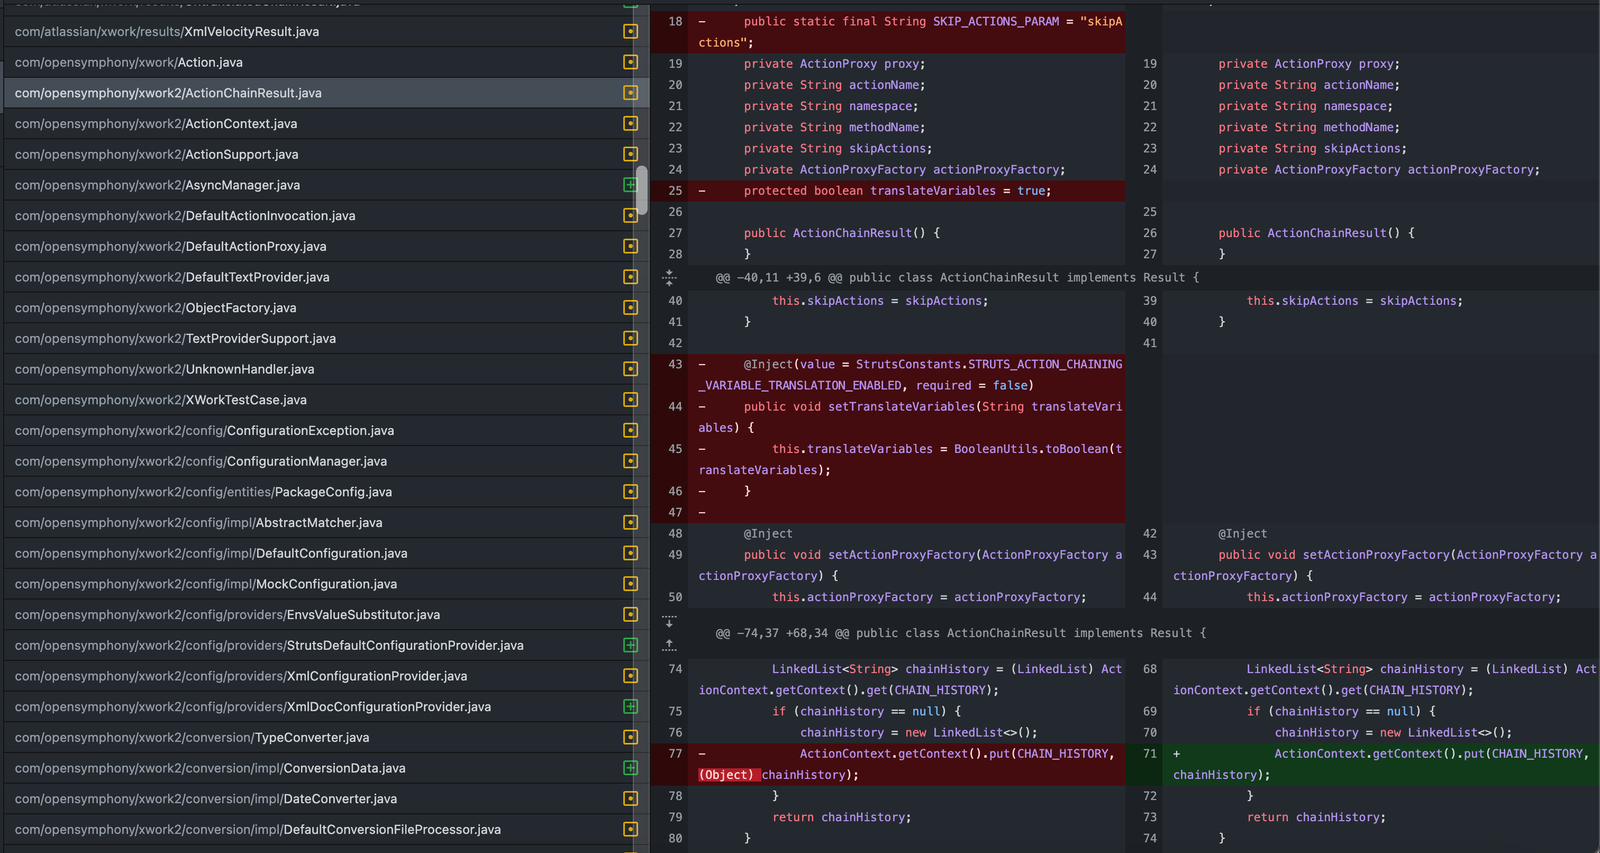 com/atlassian/xwork/results/XmlVelocityResult.java
com/opensymphony/xwork/Action.java
com/opensymphony/xwork2/ActionChainResult.java
com/opensymphony/xwork2/ActionContext.java
com/opensymphony/xwork2/ActionSupport.java
com/opensymphony/xwork2/AsyncManager.java
com/opensymphony/xwork2/DefaultActionInvocation.java
com/opensymphony/xwork2/DefaultActionProxy.java
com/opensymphony/xwork2/DefaultTextProvider.java
com/opensymphony/xwork2/ObjectFactory.java
com/opensymphony/xwork2/TextProviderSupport.java
com/opensymphony/xwork2/UnknownHandler.java
com/opensymphony/xwork2/XWorkTestCase.java
com/opensymphony/xwork2/config/ConfigurationException.java
com/opensymphony/xwork2/config/ConfigurationManager.java
com/opensymphony/xwork2/config/entities/PackageConfig.java
com/opensymphony/xwork2/config/impl/AbstractMatcher.java
com/opensymphony/xwork2/config/impl/DefaultConfiguration.java
com/opensymphony/xwork2/config/impl/MockConfiguration.java
com/opensymphony/xwork2/config/providers/EnvsValueSubstitutor.java
com/opensymphony/xwork2/config/providers/StrutsDefaultConfigurationProvider.java
com/opensymphony/xwork2/config/providers/XmlConfigurationProvider.java
com/opensymphony/xwork2/config/providers/XmlDocConfigurationProvider.java
com/opensymphony/xwork2/conversion/TypeConverter.java
com/opensymphony/xwork2/conversion/impl/ConversionData.java
com/opensymphony/xwork2/conversion/impl/DateConverter.java
com/opensymphony/xwork2/conversion/impl/DefaultConversionFileProcessor.java
18 - public static final String SKIP_ACTIONS_PARAM = "skipA
ctions";
19 private ActionProxy proxy;
20 private String actionName;
21 private String namespace;
22 private String methodName;
23 private String skipActions;
24 private ActionProxyFactory actionProxyFactory;
25 - protected boolean translateVariables = true;
26
27 public ActionChainResult() {
28 }
@@ -40,11 +39,6 @@ public class ActionChainResult implements Result {
40 this.skipActions = skipActions;
41 }
42
43 - @Inject(value = StrutsConstants.STRUTS_ACTION_CHAINING
_VARIABLE_TRANSLATION_ENABLED, required = false)
44 - public void setTranslateVariables(String translateVari
ables) {
45 - this.translateVariables = BooleanUtils.toBoolean(t
ranslateVariables);
46 - }
47 -
48 @Inject
49 public void setActionProxyFactory(ActionProxyFactory a
ctionProxyFactory) {
50 this.actionProxyFactory = actionProxyFactory;
@@ -74,37 +68,34 @@ public class ActionChainResult implements Result {
74 LinkedList<String> chainHistory = (LinkedList) Act
ionContext.getContext().get(CHAIN_HISTORY);
75 if (chainHistory == null) {
76 chainHistory = new LinkedList<>();
77 - ActionContext.getContext().put(CHAIN_HISTORY,
(Object) chainHistory);
78 }
79 return chainHistory;
80 }
19 private ActionProxy proxy;
20 private String actionName;
21 private String namespace;
22 private String methodName;
23 private String skipActions;
24 private ActionProxyFactory actionProxyFactory;
25
26 public ActionChainResult() {
27 }
39 this.skipActions = skipActions;
40 }
41
42 @Inject
43 public void setActionProxyFactory(ActionProxyFactory a
ctionProxyFactory) {
44 this.actionProxyFactory = actionProxyFactory;
68 LinkedList<String> chainHistory = (LinkedList) Act
ionContext.getContext().get(CHAIN_HISTORY);
69 if (chainHistory == null) {
70 chainHistory = new LinkedList<>();
71 + ActionContext.getContext().put(CHAIN_HISTORY,
chainHistory);
72 }
73 return chainHistory;
74 }